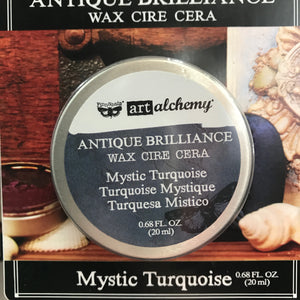 ANTIQUE BRILLIANCE
WAX CIRE CERA
art alchemy
ANTIQUE BRILLIANCE
WAX CIRE CERA
Mystic Turquoise
Turquoise Mystique
Turquesa Mistico
0.68 FL. OZ.
(20 ml)
Mystic Turquoise 0.68 FL. OZ.
(20 ml)